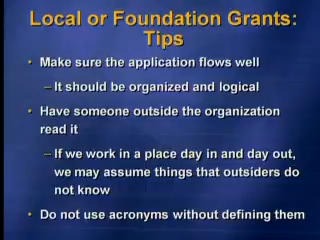 Local or Foundation Grants:
Tips
• Make sure the application flows well
– It should be organized and logical
• Have someone outside the organization
read it
– If we work in a place day in and day out,
we may assume things that outsiders do
not know
• Do not use acronyms without defining them